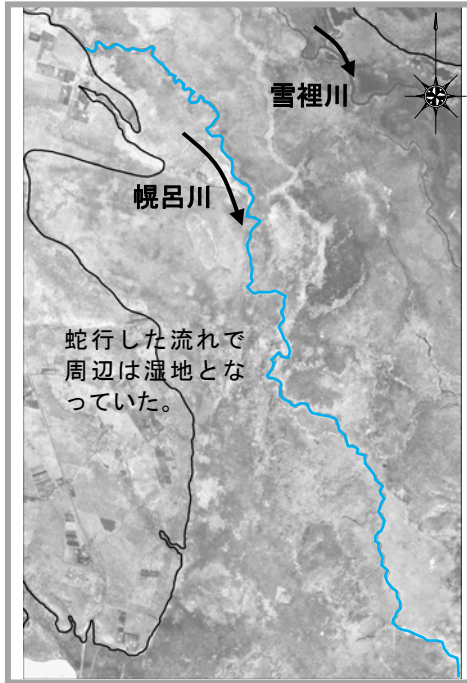 雪裡川
幌呂川
蛇行した流れで
周辺は湿地とな
っていた。